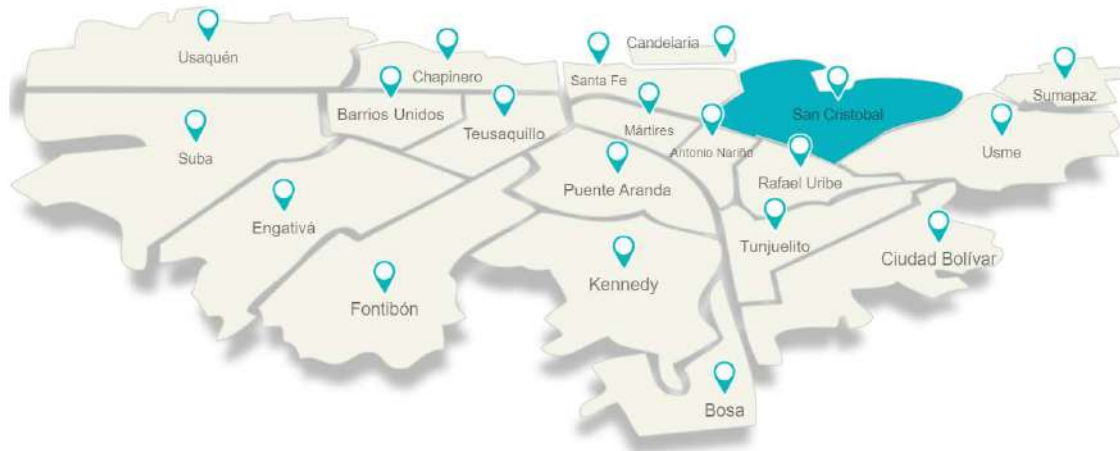 Usaquén
Candelaria
Chapinero
Santa Fe
Sumapaz
Barrios Unidos
San Cristobal
Teusaquillo
Mártires
Suba
Antonio Nariño
Usme
Puente Aranda
Rafael Uribe
Engativá
Tunjuelito
Ciudad Bolívar
Kennedy
Fontibón
Bosa